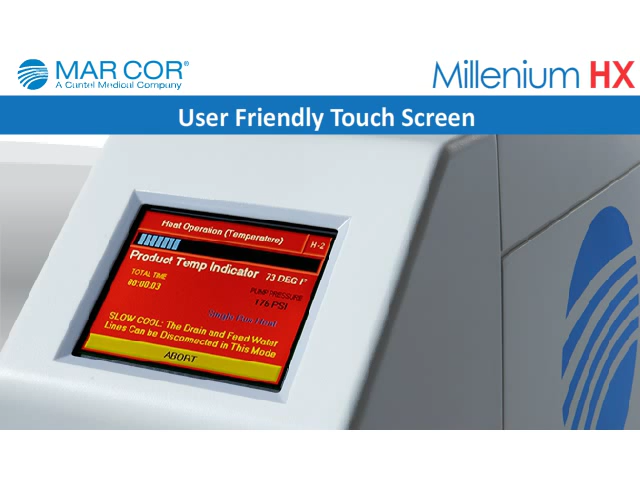 MAR COR®
A Cantel Medical Company
Millenium HX
User Friendly Touch Screen
Heat Operation (Temperature)
H-2
Product Temp Indicator 73 DEG F
TOTAL TIME
00:00.03
PUMP PRESSURE
176 PSI
Single Pass Heat
SLOW COOL: The Drain and Feed Water
Lines Can be Disconnected in This Mode
ABORT